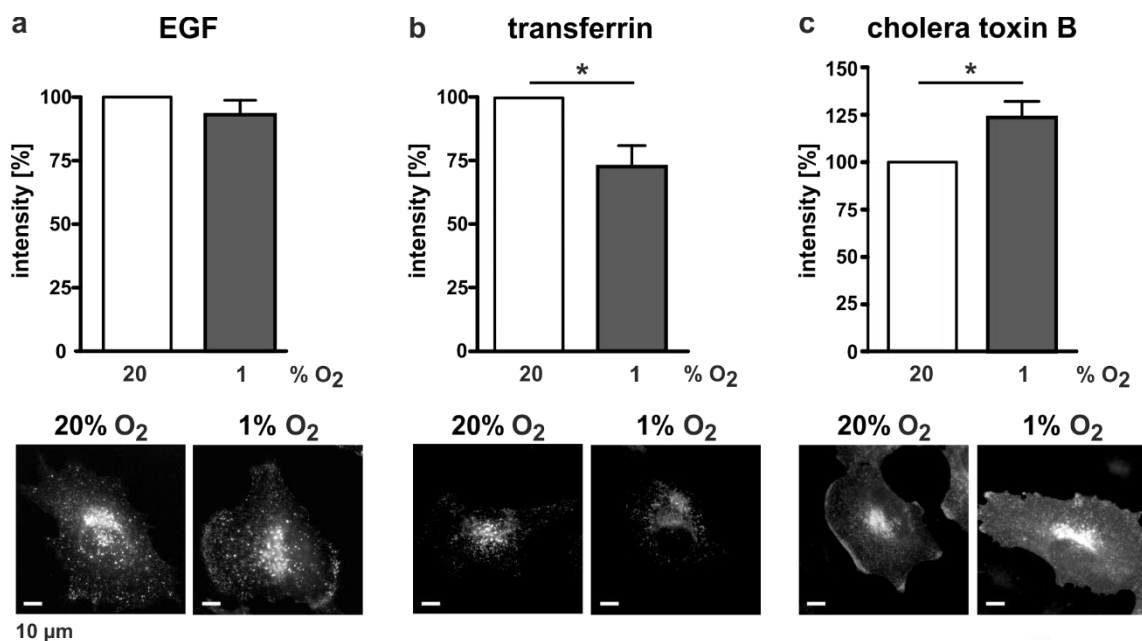 a EGF
intensity [%]
100
75
50
25
0
20 1 % O₂
20% O₂ 1% O₂
10 µm
b transferrin
*
intensity [%]
100
75
50
25
0
20 1 % O₂
20% O₂ 1% O₂
c cholera toxin B
*
intensity [%]
150
125
100
75
50
25
0
20 1 % O₂
20% O₂ 1% O₂